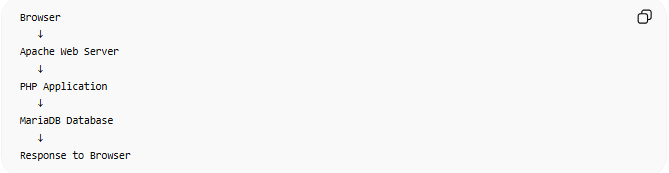 Browser
↓
Apache Web Server
↓
PHP Application
↓
MariaDB Database
↓
Response to Browser